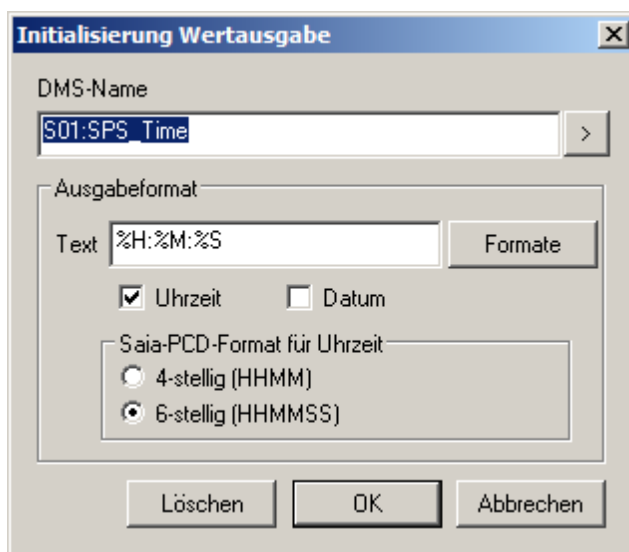 Initialisierung Wertausgabe
DMS-Name
S01:SPS_Time
>
Ausgabeformat
Text %H:%M:%S Formate
Uhrzeit Datum
Saia-PCD-Format für Uhrzeit
4-stellig (HHMM)
6-stellig (HHMMSS)
Löschen OK Abbrechen